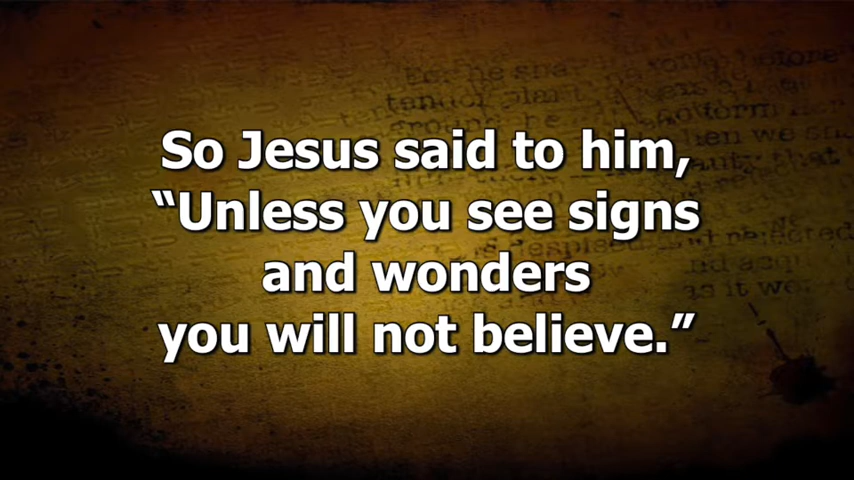 So Jesus said to him,
“Unless you see signs
and wonders
you will not believe.”